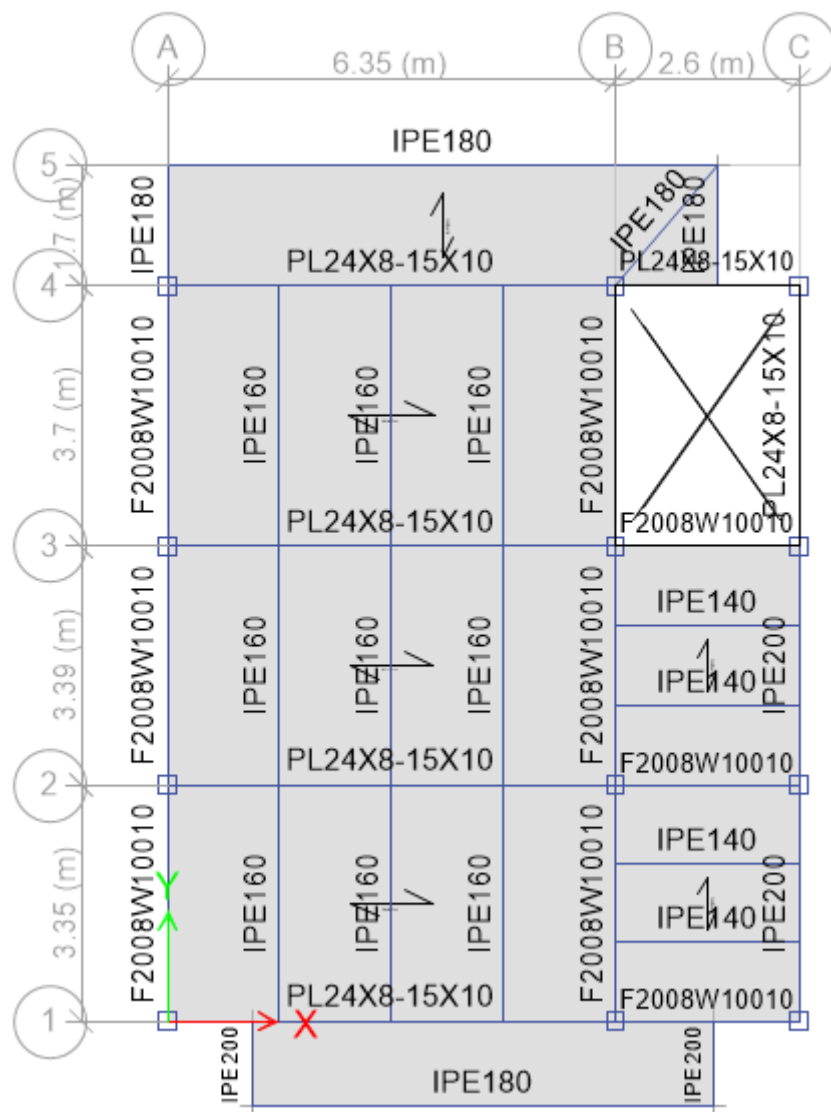 A B C
6.35 (m) 2.6 (m)
IPE180
5
IPE180
1.7 (m)
IPE180
IPE180
PL24X8-15X10
PL24X8-15X10
4
F2008W10010
IPE160
IPE160
IPE160
F2008W10010
PL24X8-15X10
3.7 (m)
PL24X8-15X10
F2008W10010
3
F2008W10010
IPE160
IPE160
IPE160
F2008W10010
IPE140
IPE140
IPE200
3.39 (m)
PL24X8-15X10
F2008W10010
2
F2008W10010
IPE160
IPE160
IPE160
F2008W10010
IPE140
IPE140
IPE200
3.35 (m)
Y
PL24X8-15X10
F2008W10010
1
X
IPE200
IPE180
IPE200